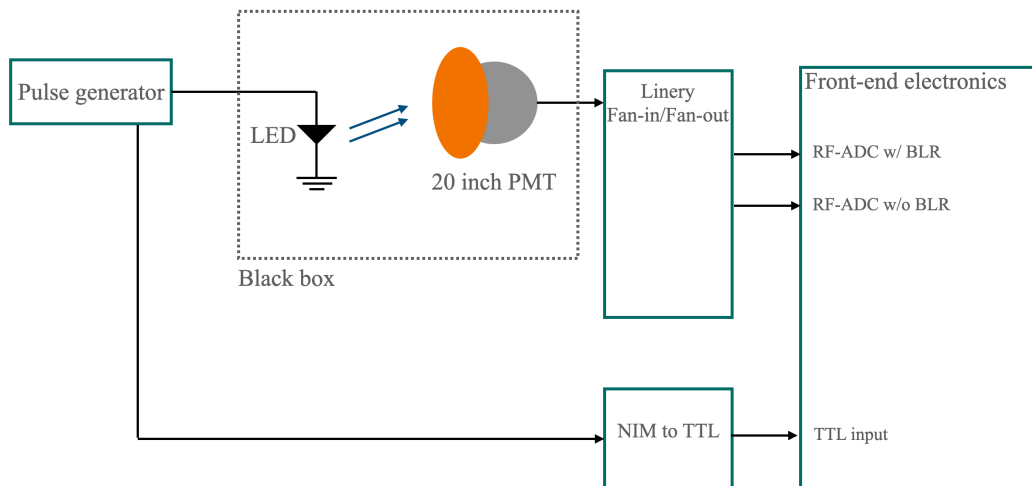 Pulse generator
LED
20 inch PMT
Black box
Linery
Fan-in/Fan-out
Front-end electronics
RF-ADC w/ BLR
RF-ADC w/o BLR
NIM to TTL
TTL input